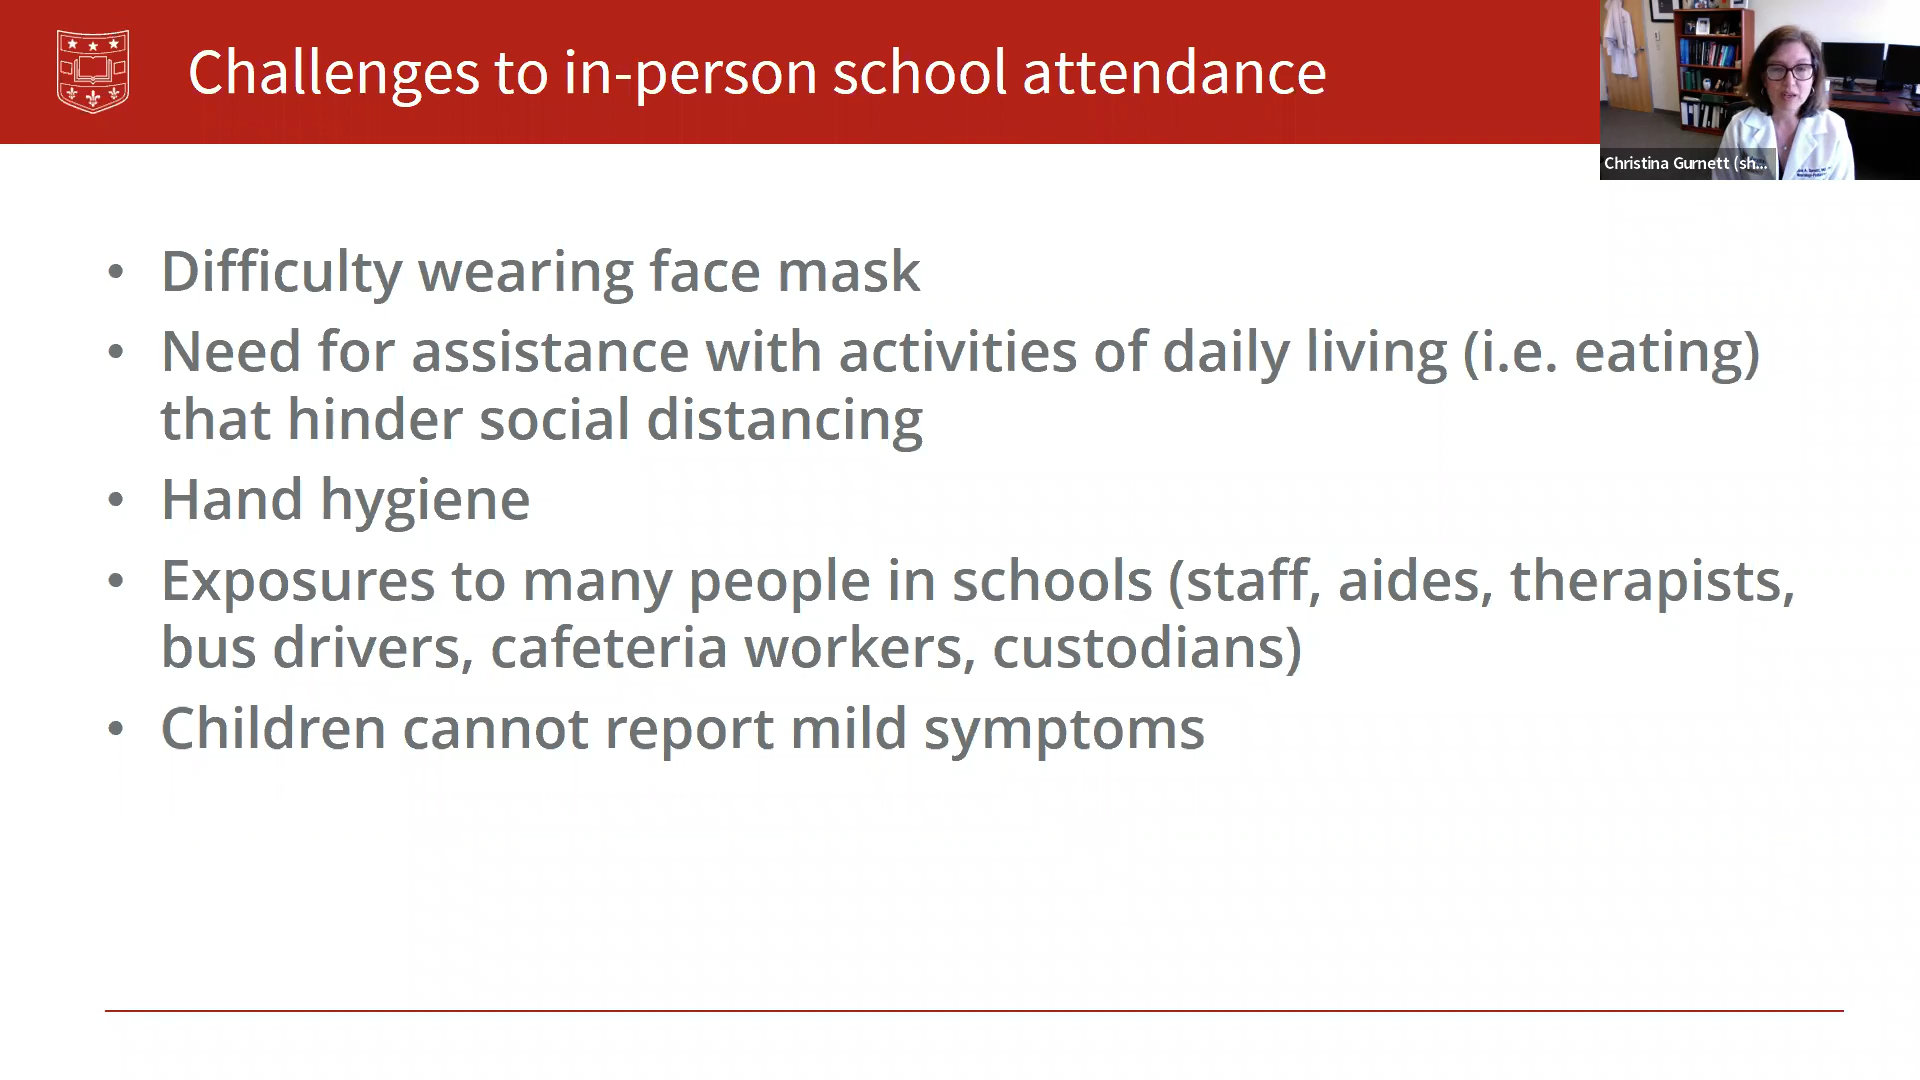 Challenges to in-person school attendance
Christina Gurnett (sh...
• Difficulty wearing face mask
• Need for assistance with activities of daily living (i.e. eating)
that hinder social distancing
• Hand hygiene
• Exposures to many people in schools (staff, aides, therapists,
bus drivers, cafeteria workers, custodians)
• Children cannot report mild symptoms